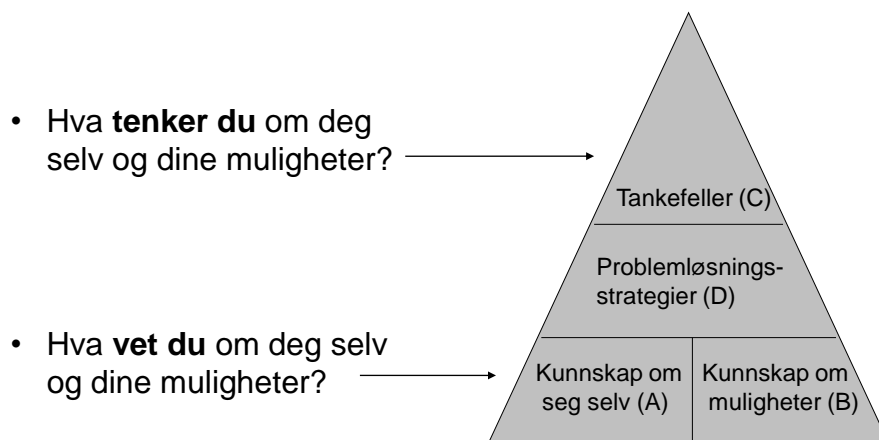 • Hva tenker du om deg
selv og dine muligheter?
Tankefeller (C)
Problemløsnings-
strategier (D)
• Hva vet du om deg selv
og dine muligheter?
Kunnskap om
seg selv (A)
Kunnskap om
muligheter (B)